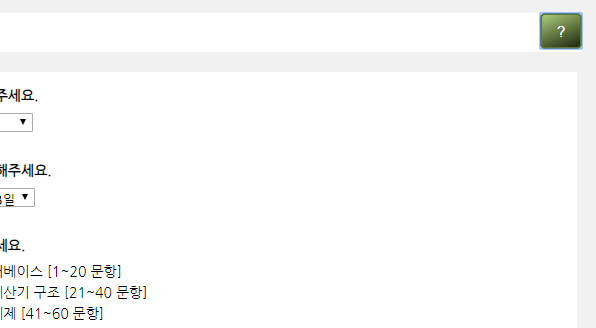 ?
주세요.
해주세요.
일
세요.
베이스 [1~20 문항]
산기 구조 [21~40 문항]
제 [41~60 문항]